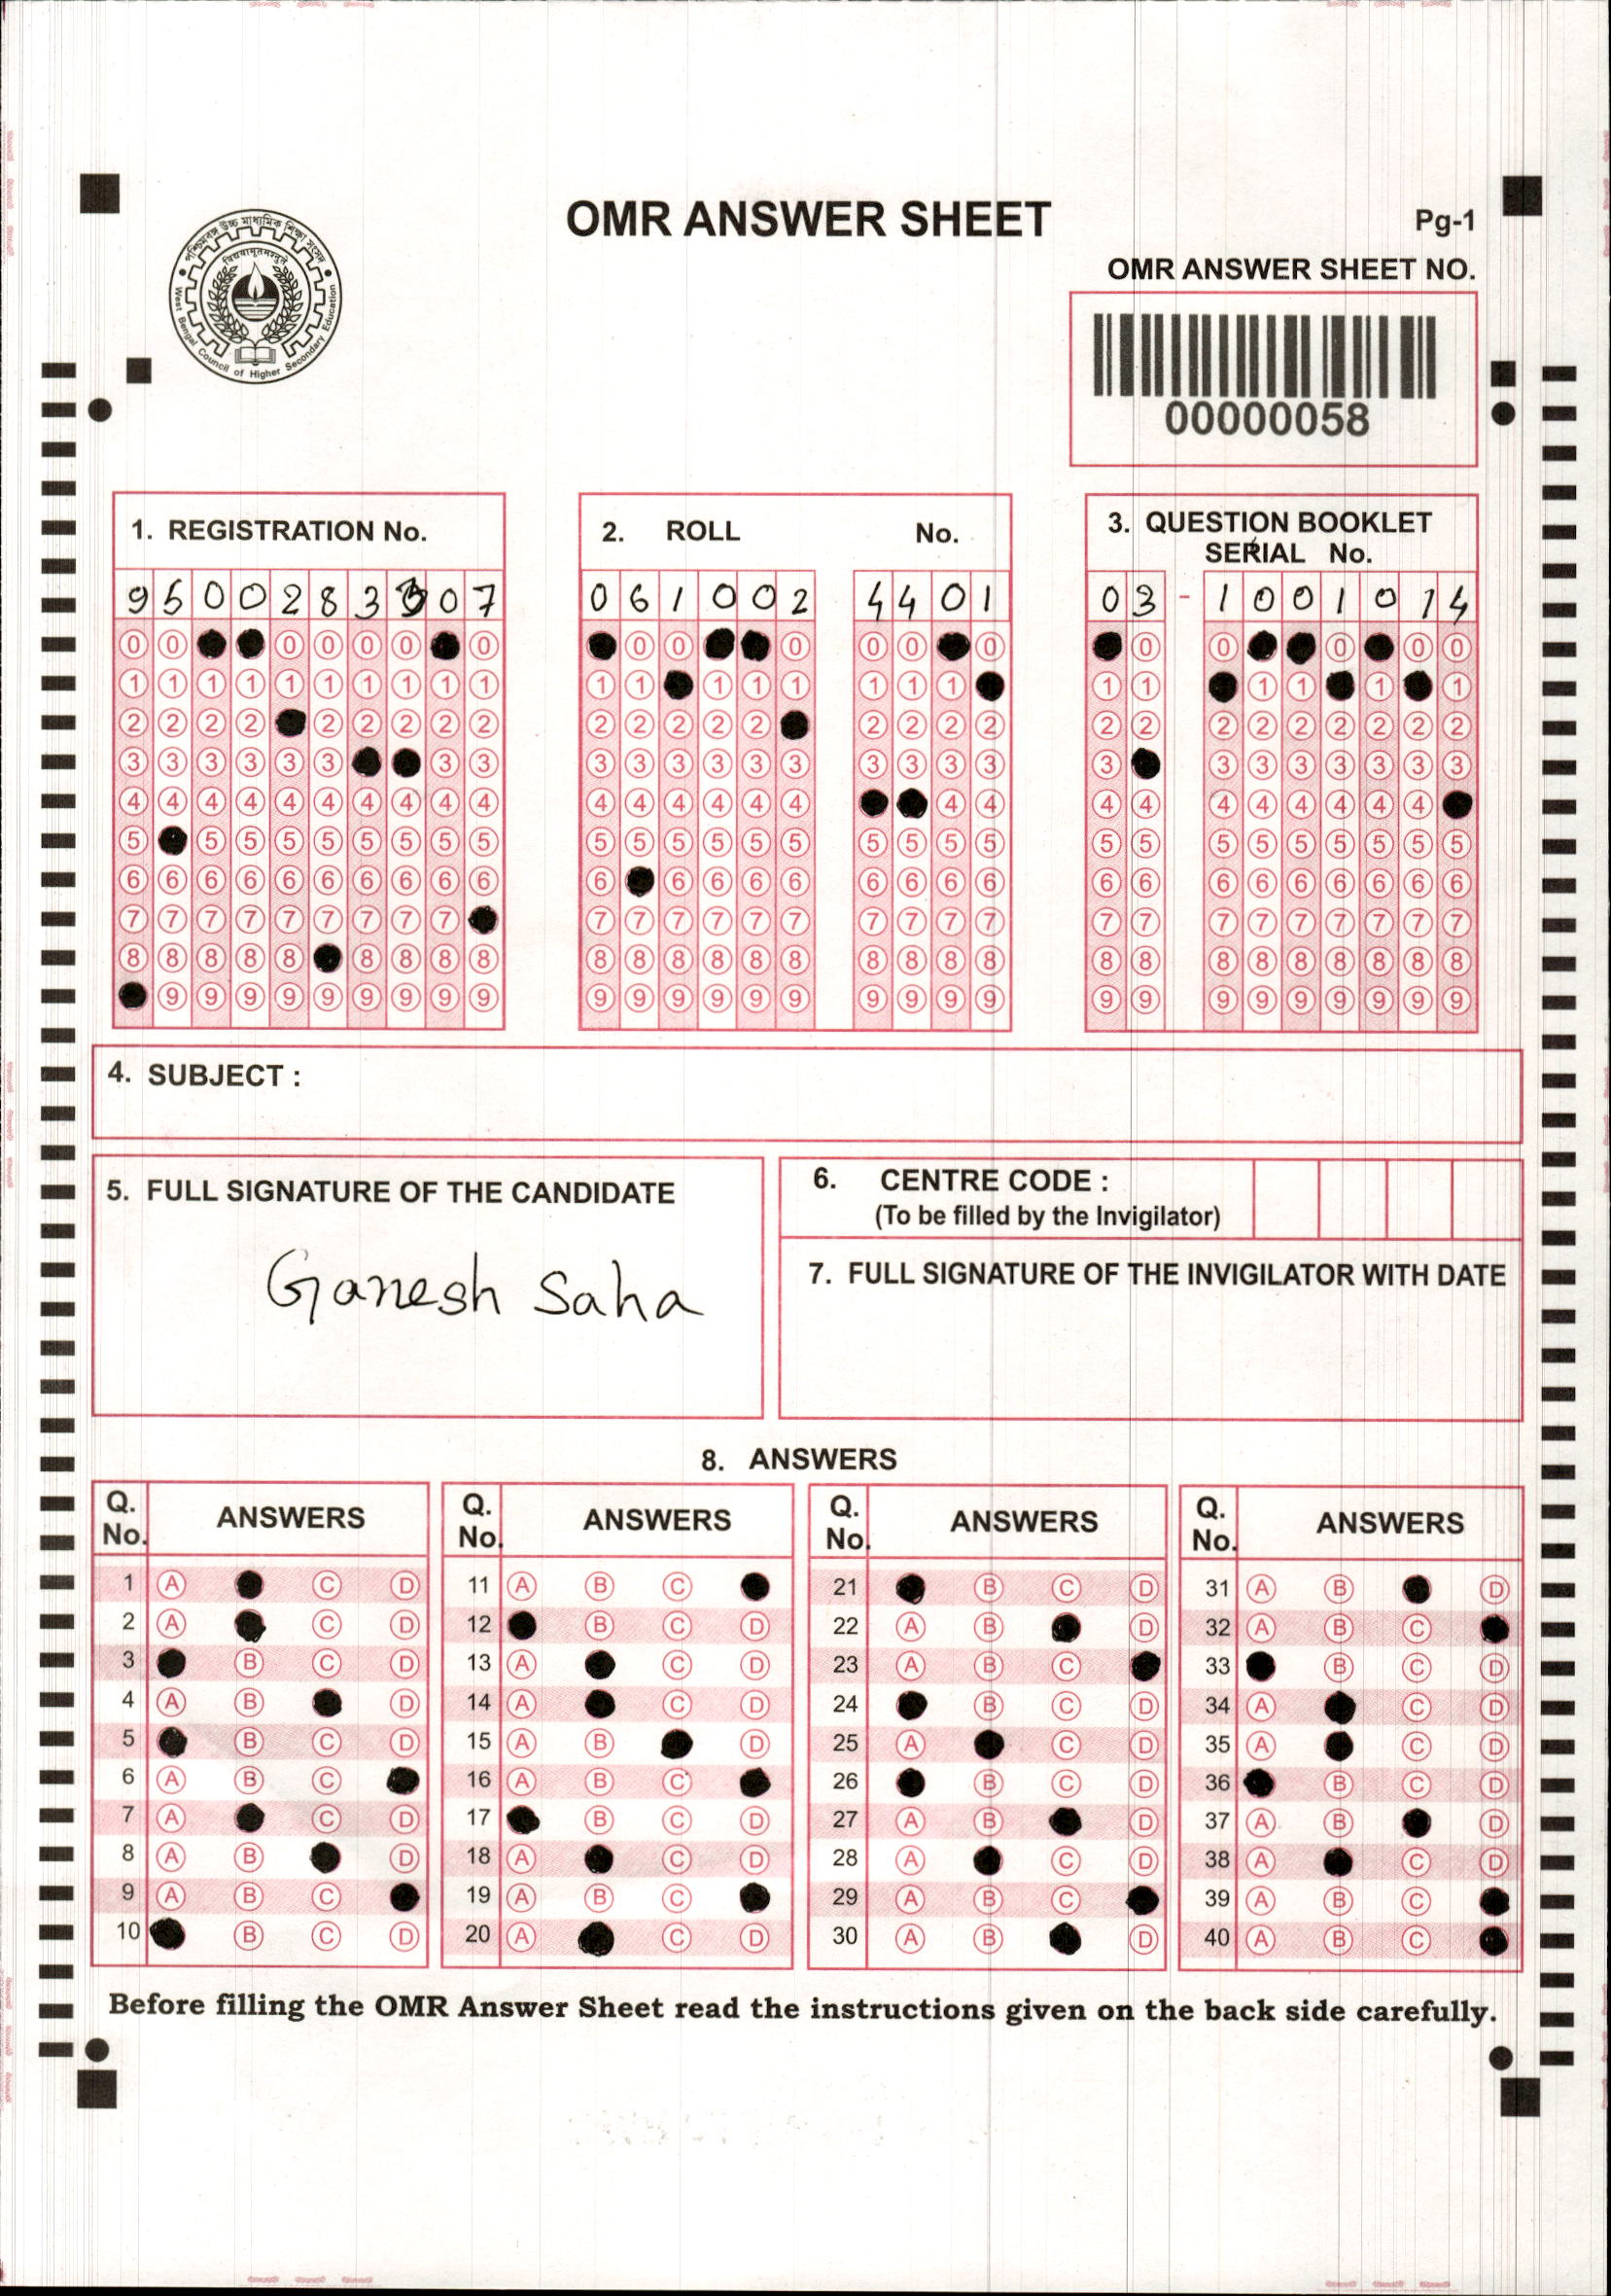 OMR ANSWER SHEET
Pg-1
OMR ANSWER SHEET NO.
00000058
পশ্চিমবঙ্গ উচ্চ মাধ্যমিক শিক্ষা সংসদ
West Bengal Council of Higher Secondary Education
1. REGISTRATION No.
9 5 0 0 2 8 3 3 0 7
2. ROLL No.
0 6 1 0 0 2 4 4 0 1
3. QUESTION BOOKLET
SERIAL No.
0 3 - 1 0 0 1 0 1 4
4. SUBJECT :
5. FULL SIGNATURE OF THE CANDIDATE
Ganesh Saha
6. CENTRE CODE :
(To be filled by the Invigilator)
7. FULL SIGNATURE OF THE INVIGILATOR WITH DATE
8. ANSWERS
Q. No. ANSWERS Q. No. ANSWERS Q. No. ANSWERS Q. No. ANSWERS
1 A C D 11 A B C 21 B C D 31 A B D
2 A C D 12 B C D 22 A B D 32 A B C
3 B C D 13 A C D 23 A B C 33 B C D
4 A B D 14 A C D 24 B C D 34 A C D
5 B C D 15 A B D 25 A C D 35 A C D
6 A B C 16 A B C 26 B C D 36 B C D
7 A C D 17 B C D 27 A B D 37 A B D
8 A B D 18 A C D 28 A C D 38 A C D
9 A B C 19 A B C 29 A B C 39 A B C
10 B C D 20 A C D 30 A B D 40 A B C
Before filling the OMR Answer Sheet read the instructions given on the back side carefully.